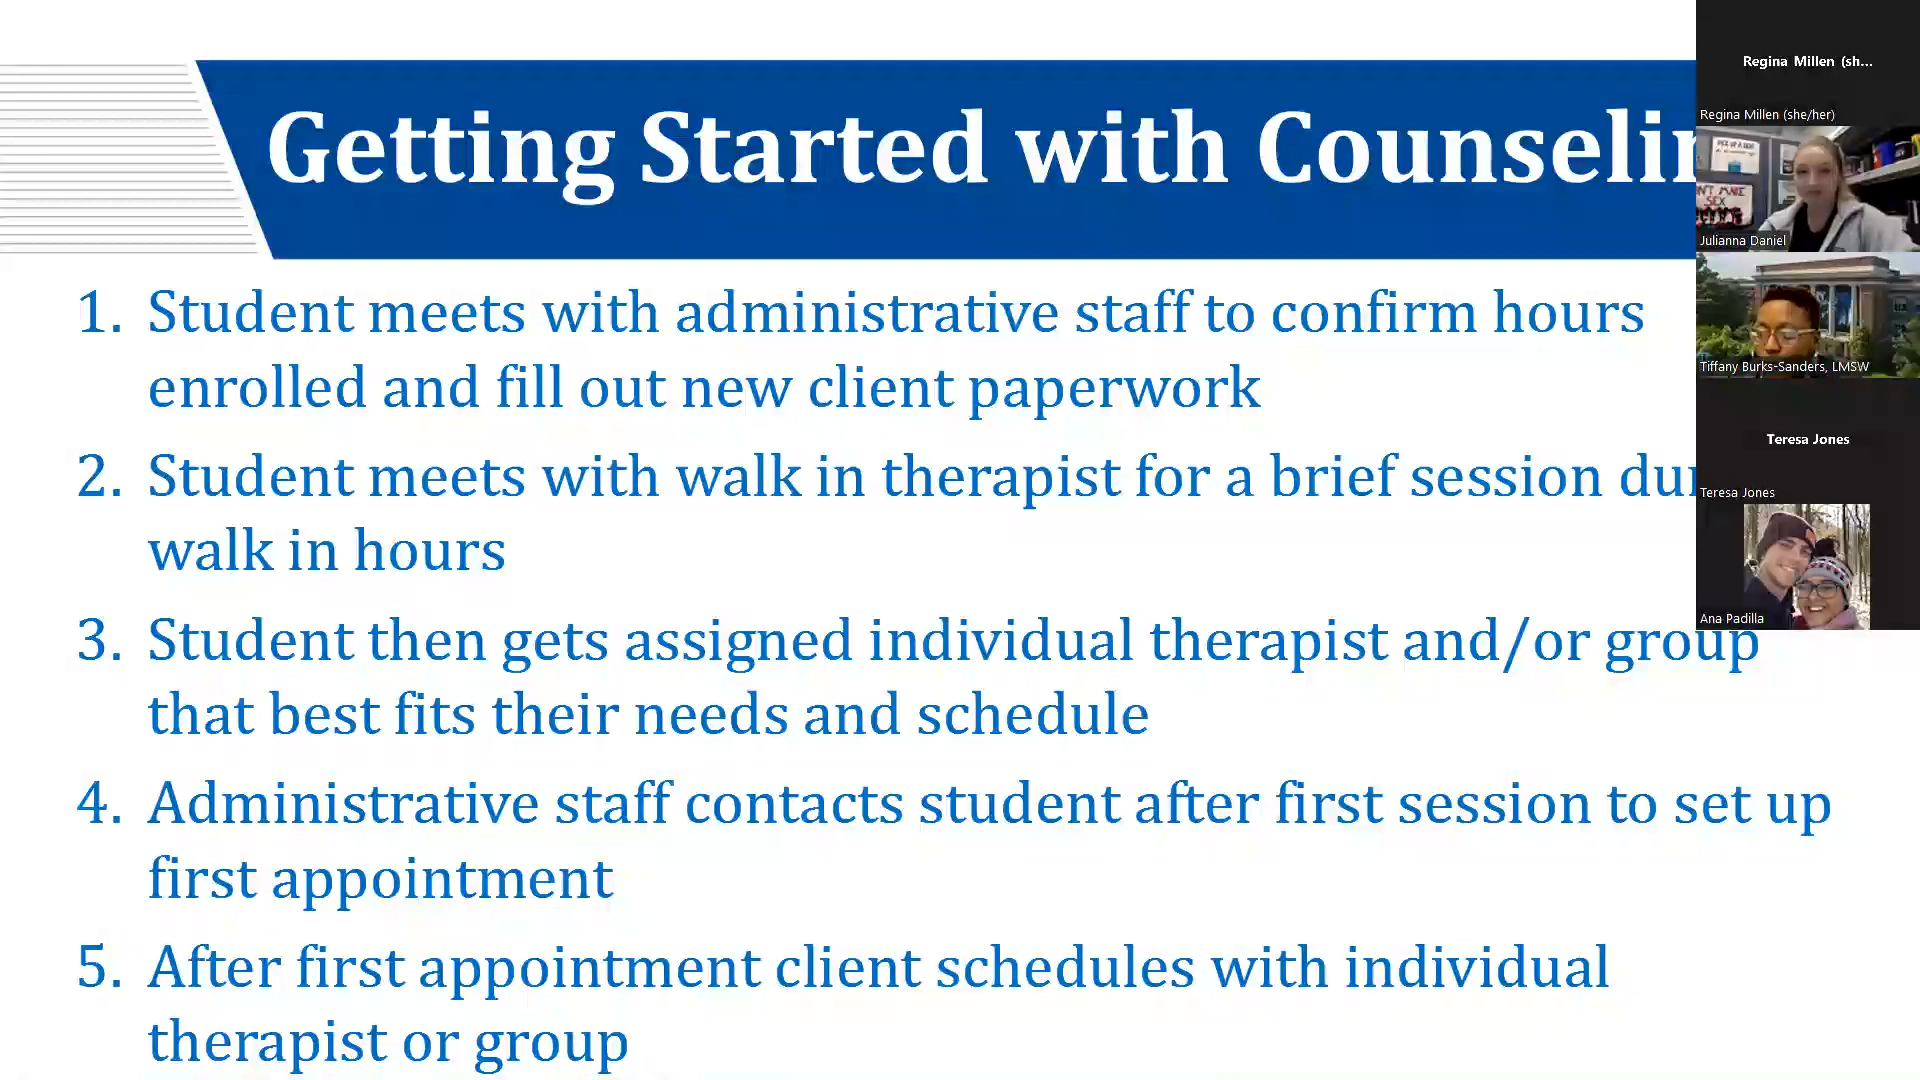 Getting Started with Counselin
1. Student meets with administrative staff to confirm hours
enrolled and fill out new client paperwork
2. Student meets with walk in therapist for a brief session dur
walk in hours
3. Student then gets assigned individual therapist and/or group
that best fits their needs and schedule
4. Administrative staff contacts student after first session to set up
first appointment
5. After first appointment client schedules with individual
therapist or group
Regina Millen (sh...
Regina Millen (she/her)
SEX
Julianna Daniel
Tiffany Burks-Sanders, LMSW
Teresa Jones
Teresa Jones
Ana Padilla